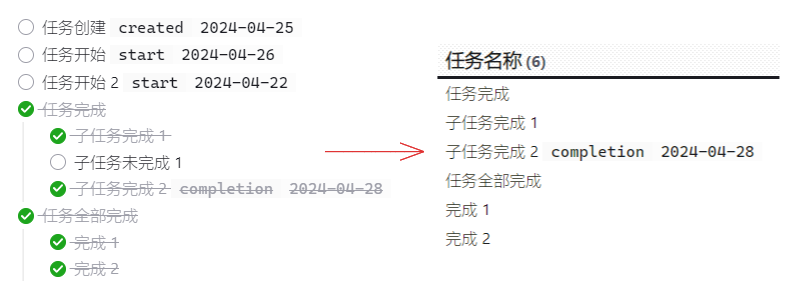 任务创建 created 2024-04-25
任务开始 start 2024-04-26
任务开始 2 start 2024-04-22
任务完成
子任务完成 1
子任务未完成 1
子任务完成 2 completion 2024-04-28
任务全部完成
完成 1
完成 2
任务名称 (6)
任务完成
子任务完成 1
子任务完成 2 completion 2024-04-28
任务全部完成
完成 1
完成 2